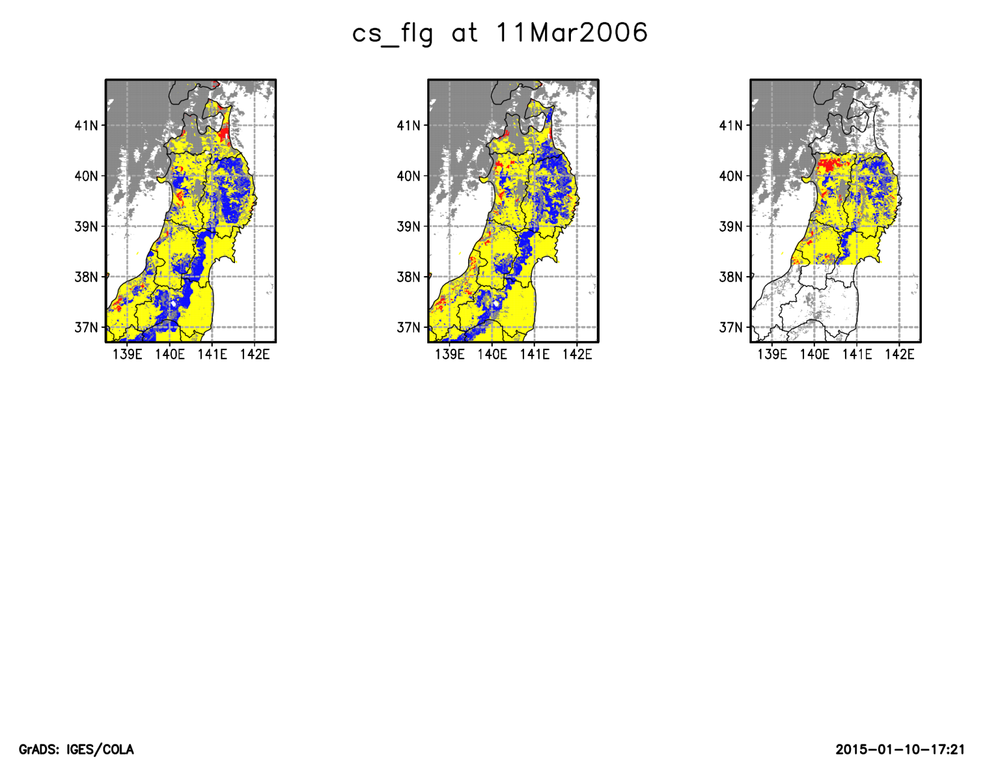 cs_flg at 11Mar2006
41N
40N
39N
38N
37N
139E 140E 141E 142E
41N
40N
39N
38N
37N
139E 140E 141E 142E
41N
40N
39N
38N
37N
139E 140E 141E 142E
GrADS: IGES/COLA
2015-01-10-17:21